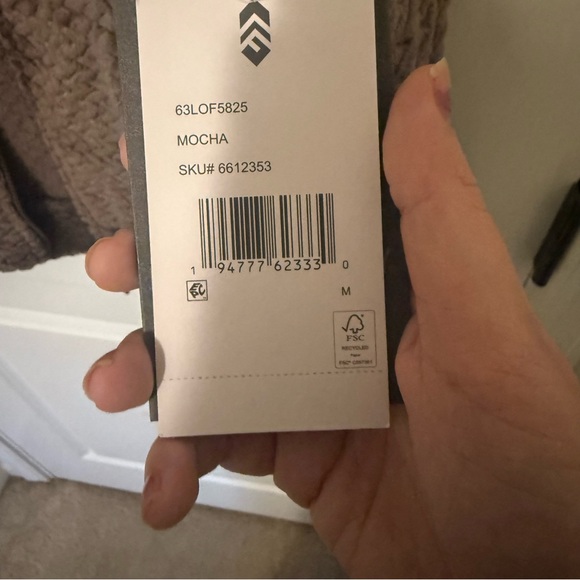 63LOF5825
MOCHA
SKU# 6612353
1 94777 62333 0
M
FSC
RECYCLED